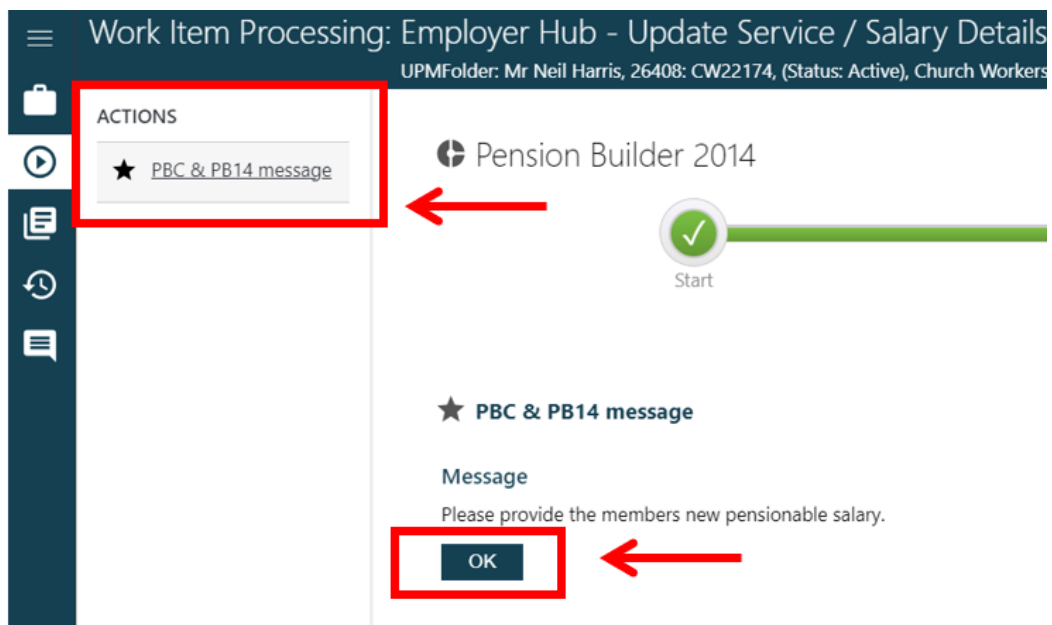 Work Item Processing: Employer Hub - Update Service / Salary Details
UPMFolder: Mr Neil Harris, 26408: CW22174, (Status: Active), Church Workers
ACTIONS
PBC & PB14 message
Pension Builder 2014
Start
PBC & PB14 message
Message
Please provide the members new pensionable salary.
OK